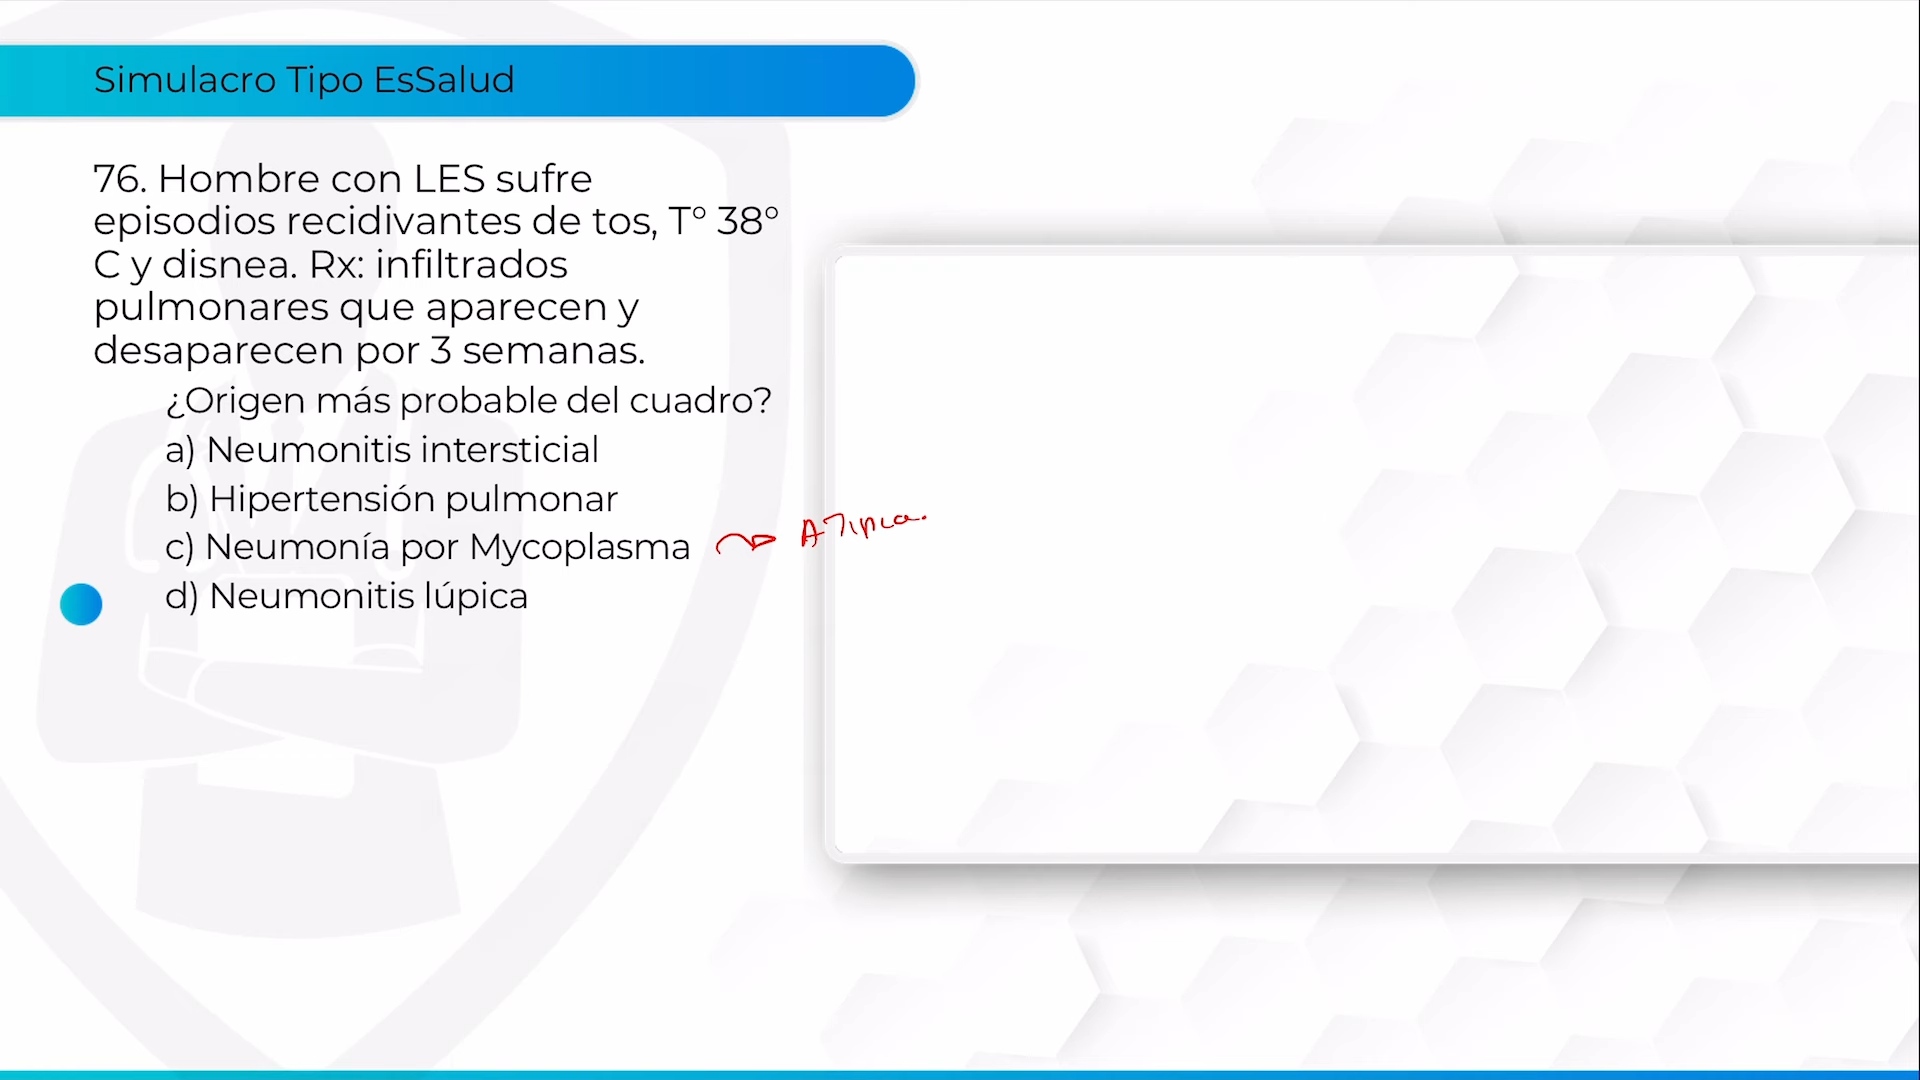 Simulacro Tipo EsSalud
76. Hombre con LES sufre
episodios recidivantes de tos, T° 38°
C y disnea. Rx: infiltrados
pulmonares que aparecen y
desaparecen por 3 semanas.
¿Origen más probable del cuadro?
a) Neumonitis intersticial
b) Hipertensión pulmonar
c) Neumonía por Mycoplasma
ATipica.
d) Neumonitis lúpica